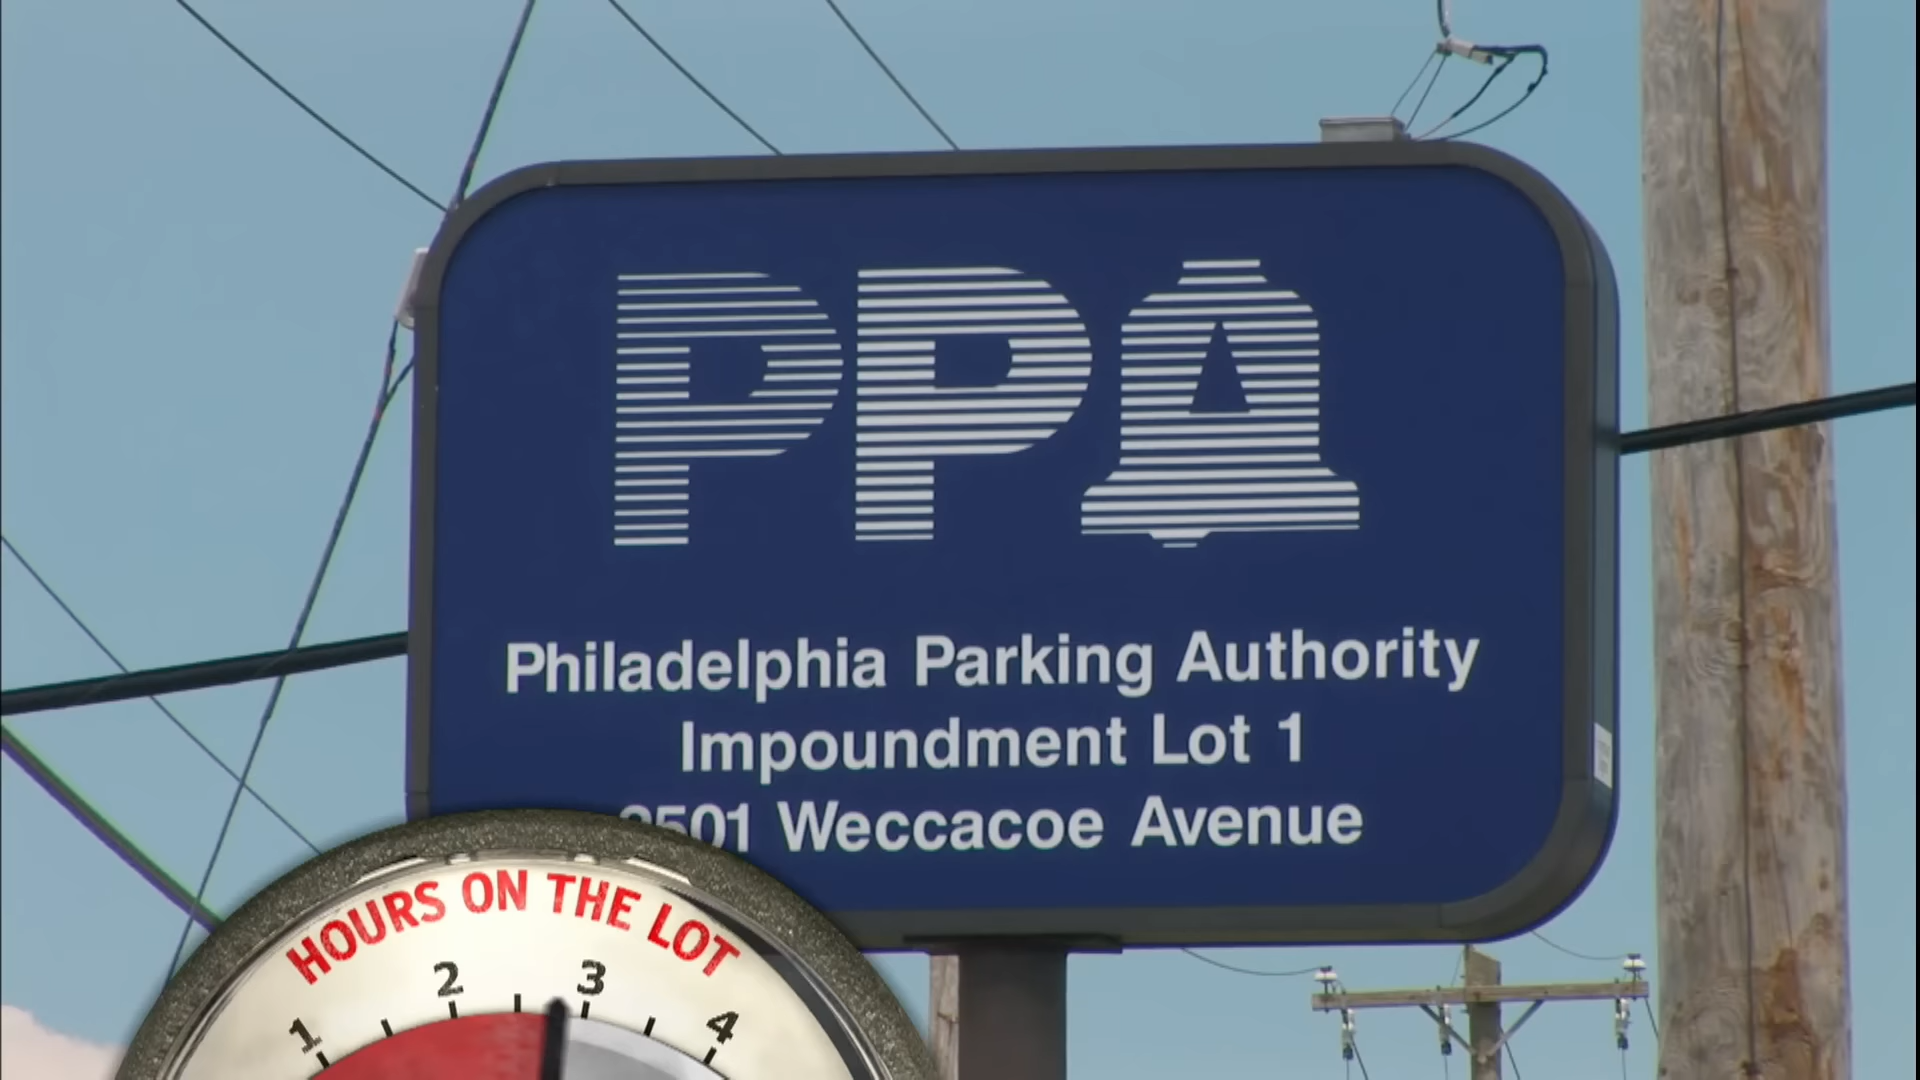 PPA
Philadelphia Parking Authority
Impoundment Lot 1
Weccacoe Avenue
HOURS ON THE LOT
1 2 3 4